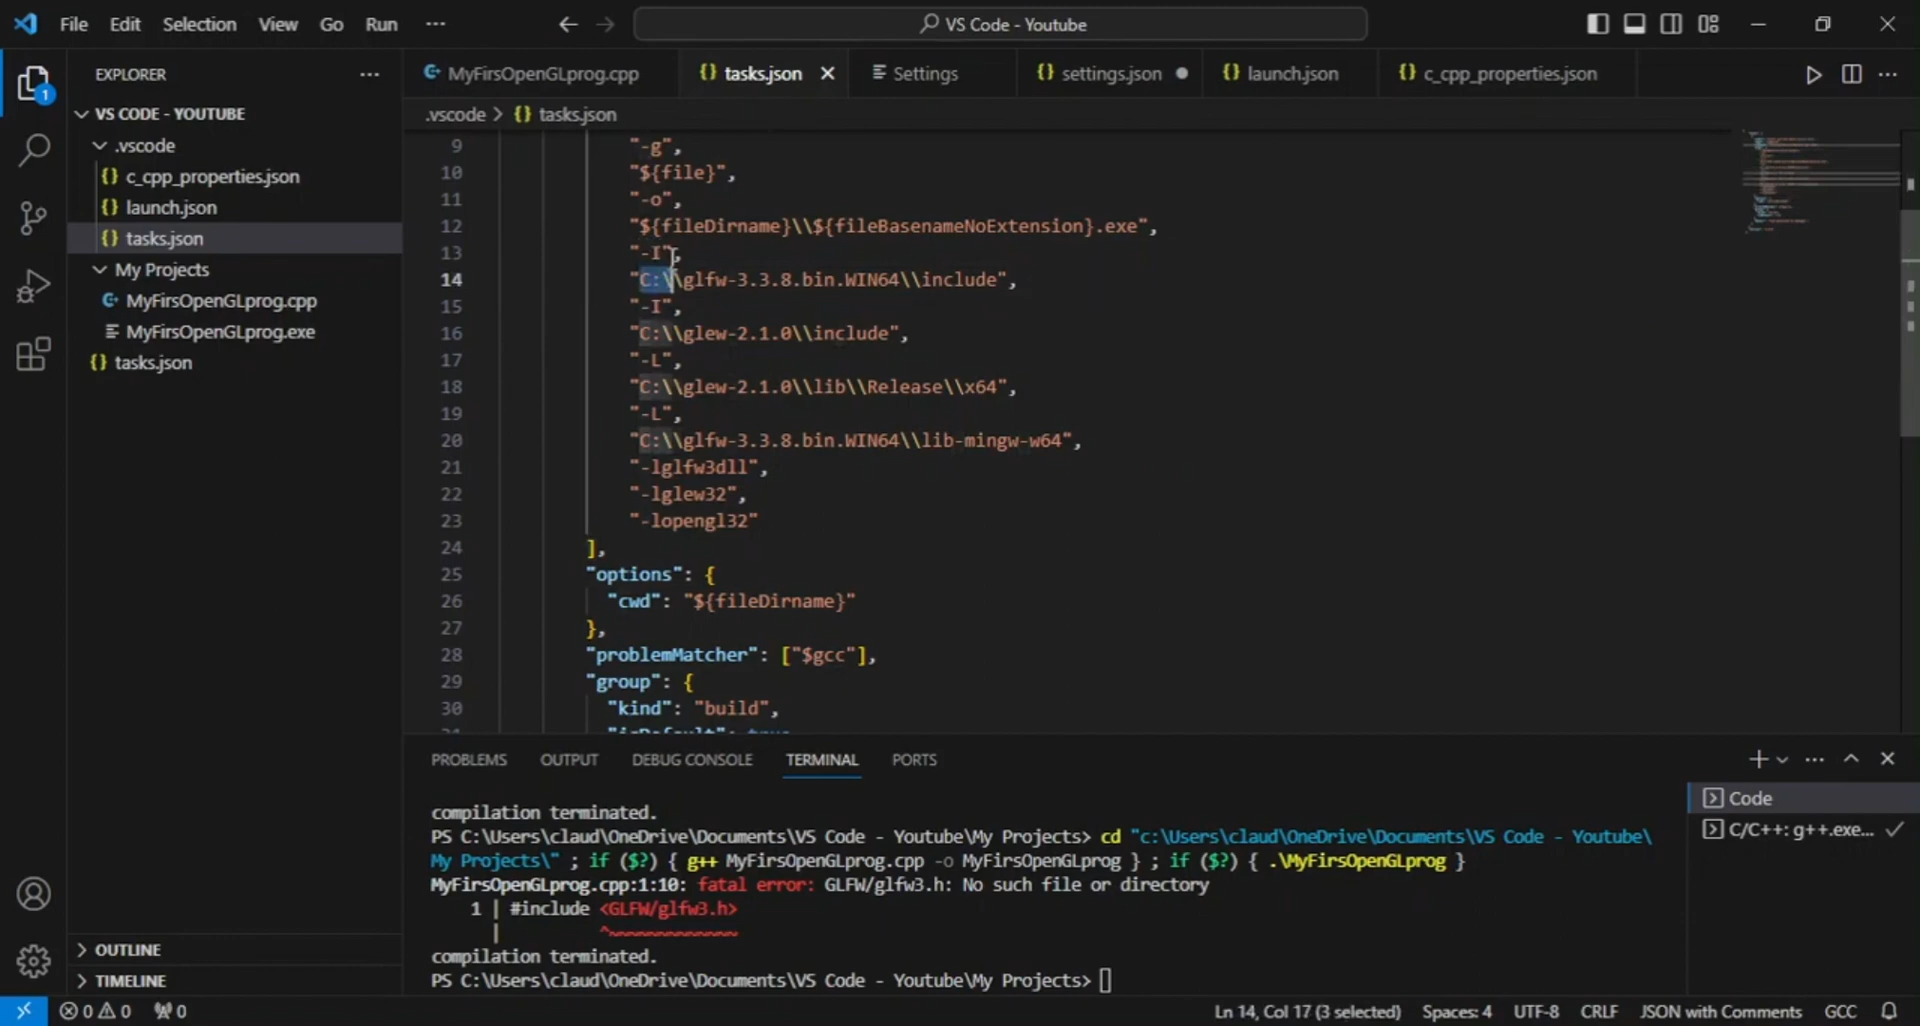 File Edit Selection View Go Run ··· VS Code - Youtube
EXPLORER ···
VS CODE - YOUTUBE
.vscode
{} c_cpp_properties.json
{} launch.json
{} tasks.json
My Projects
MyFirsOpenGLprog.cpp
MyFirsOpenGLprog.exe
{} tasks.json
OUTLINE
TIMELINE
1
MyFirsOpenGLprog.cpp {} tasks.json Settings {} settings.json {} launch.json {} c_cpp_properties.json
.vscode > {} tasks.json
9 "-g",
10 "${file}",
11 "-o",
12 "${fileDirname}\\${fileBasenameNoExtension}.exe",
13 "-I",
14 "C:\\glfw-3.3.8.bin.WIN64\\include",
15 "-I",
16 "C:\\glew-2.1.0\\include",
17 "-L",
18 "C:\\glew-2.1.0\\lib\\Release\\x64",
19 "-L",
20 "C:\\glfw-3.3.8.bin.WIN64\\lib-mingw-w64",
21 "-lglfw3dll",
22 "-lglew32",
23 "-lopengl32"
24 ],
25 "options": {
26 "cwd": "${fileDirname}"
27 },
28 "problemMatcher": ["$gcc"],
29 "group": {
30 "kind": "build",
"isDefault": true
PROBLEMS OUTPUT DEBUG CONSOLE TERMINAL PORTS
compilation terminated.
PS C:\Users\claud\OneDrive\Documents\VS Code - Youtube\My Projects> cd "c:\Users\claud\OneDrive\Documents\VS Code - Youtube\
My Projects\" ; if ($?) { g++ MyFirsOpenGLprog.cpp -o MyFirsOpenGLprog } ; if ($?) { .\MyFirsOpenGLprog }
MyFirsOpenGLprog.cpp:1:10: fatal error: GLFW/glfw3.h: No such file or directory
1 | #include <GLFW/glfw3.h>
| ^~~~~~~~~~~~~~
compilation terminated.
PS C:\Users\claud\OneDrive\Documents\VS Code - Youtube\My Projects>
Code
C/C++: g++.exe...
0 0 0 Ln 14, Col 17 (3 selected) Spaces: 4 UTF-8 CRLF JSON with Comments GCC